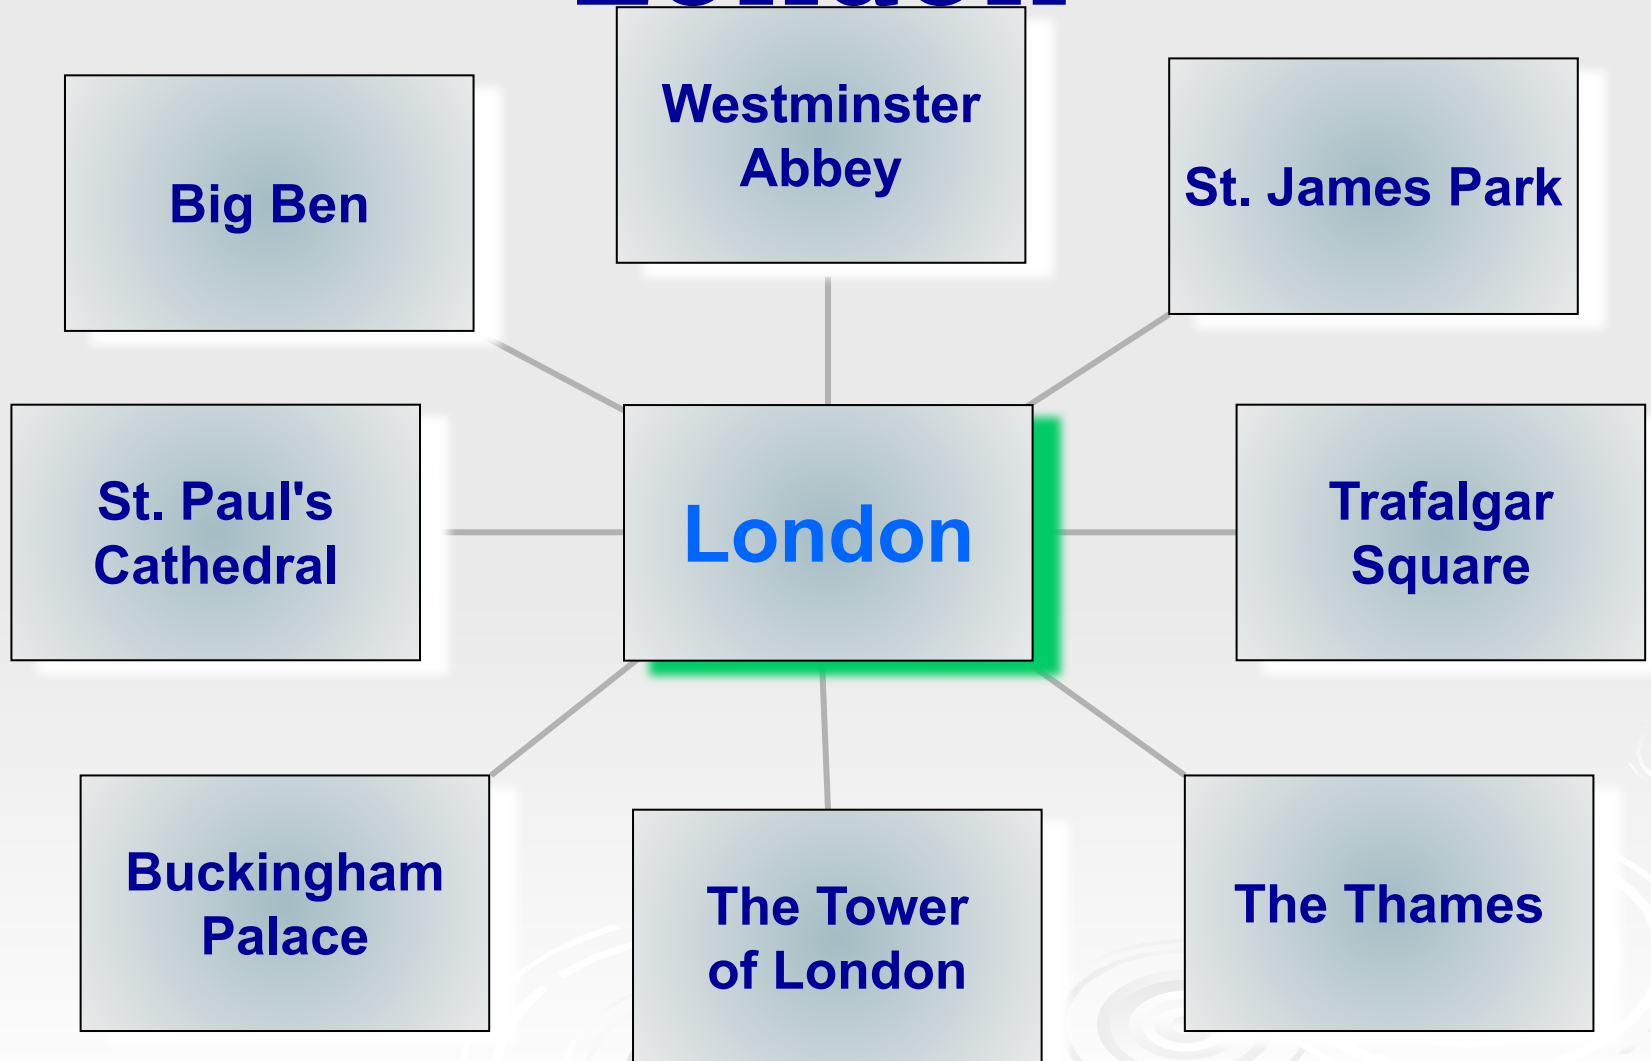 London
Westminster
Abbey
Big Ben
St. James Park
St. Paul's
Cathedral
London
Trafalgar
Square
Buckingham
Palace
The Tower
of London
The Thames